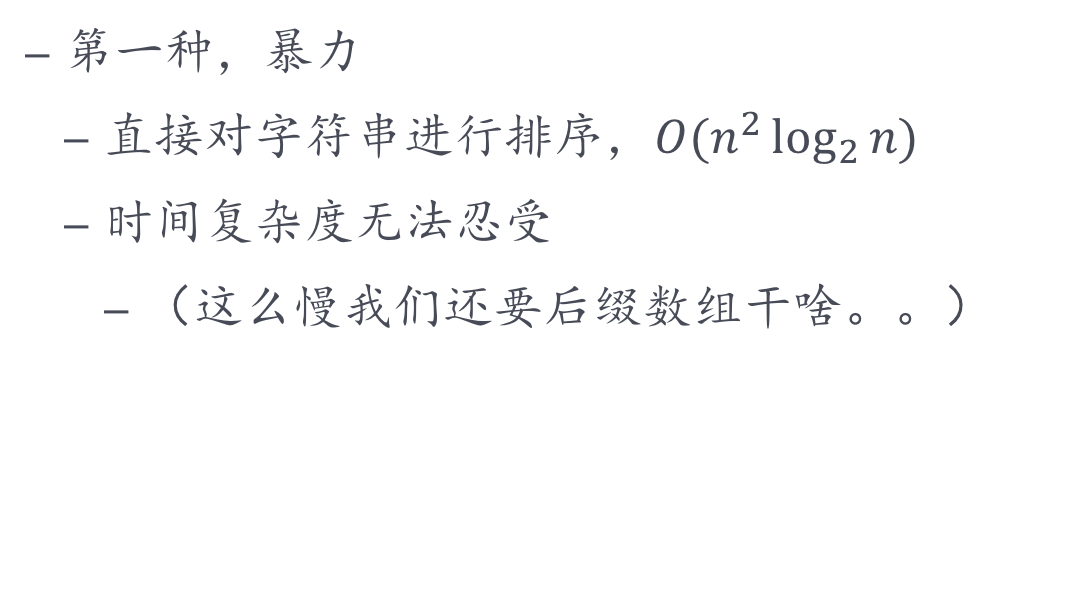 – 第一种，暴力
– 直接对字符串进行排序，𝑂(𝑛² log₂ 𝑛)
– 时间复杂度无法忍受
– （这么慢我们还要后缀数组干啥。。）